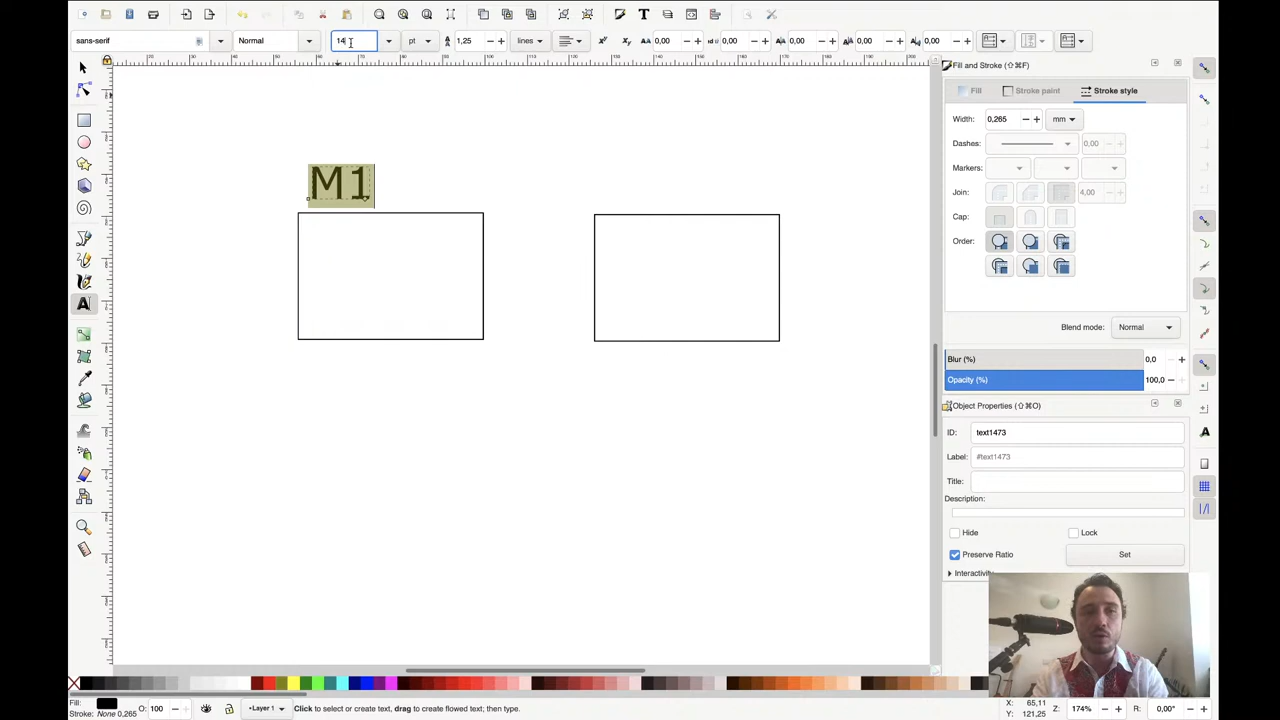 sans-serif Normal 14 pt 1,25 lines 0,00 0,00 0,00 0,00 0,00
Fill and Stroke (⇧⌘F)
Fill Stroke paint Stroke style
Width: 0,265 mm
Dashes: 0,00
Markers:
Join: 4,00
Cap:
Order:
M1
Blend mode: Normal
Blur (%) 0,0
Opacity (%) 100,0
Object Properties (⇧⌘O)
ID: text1473
Label: #text1473
Title:
Description:
Hide Lock
Preserve Ratio Set
Interactivity
Fill:
Stroke: None 0,265
O: 100
Layer 1
Click to select or create text, drag to create flowed text; then type.
X: 65,11
Y: 121,25
Z: 174%
R: 0,00°